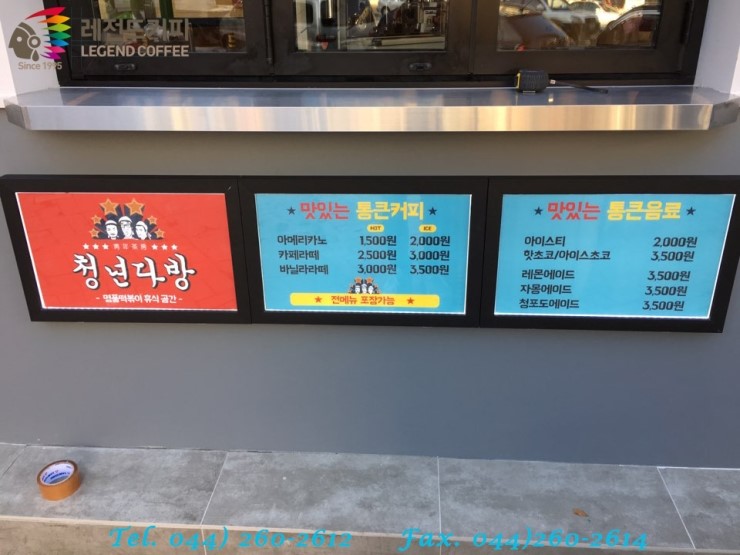 레전드커피
LEGEND COFFEE
Since 1995
청년다방
- 명품떡볶이 휴식 공간 -
★ 맛있는 통큰커피 ★
HOT ICE
아메리카노 1,500원 2,000원
카페라떼 2,500원 3,000원
바닐라라떼 3,000원 3,500원
★ 전메뉴 포장가능 ★
★ 맛있는 통큰음료 ★
아이스티 2,000원
핫초코/아이스초코 3,500원
레몬에이드 3,500원
자몽에이드 3,500원
청포도에이드 3,500원
Tel. 044) 260-2612 Fax. 044)260-2614